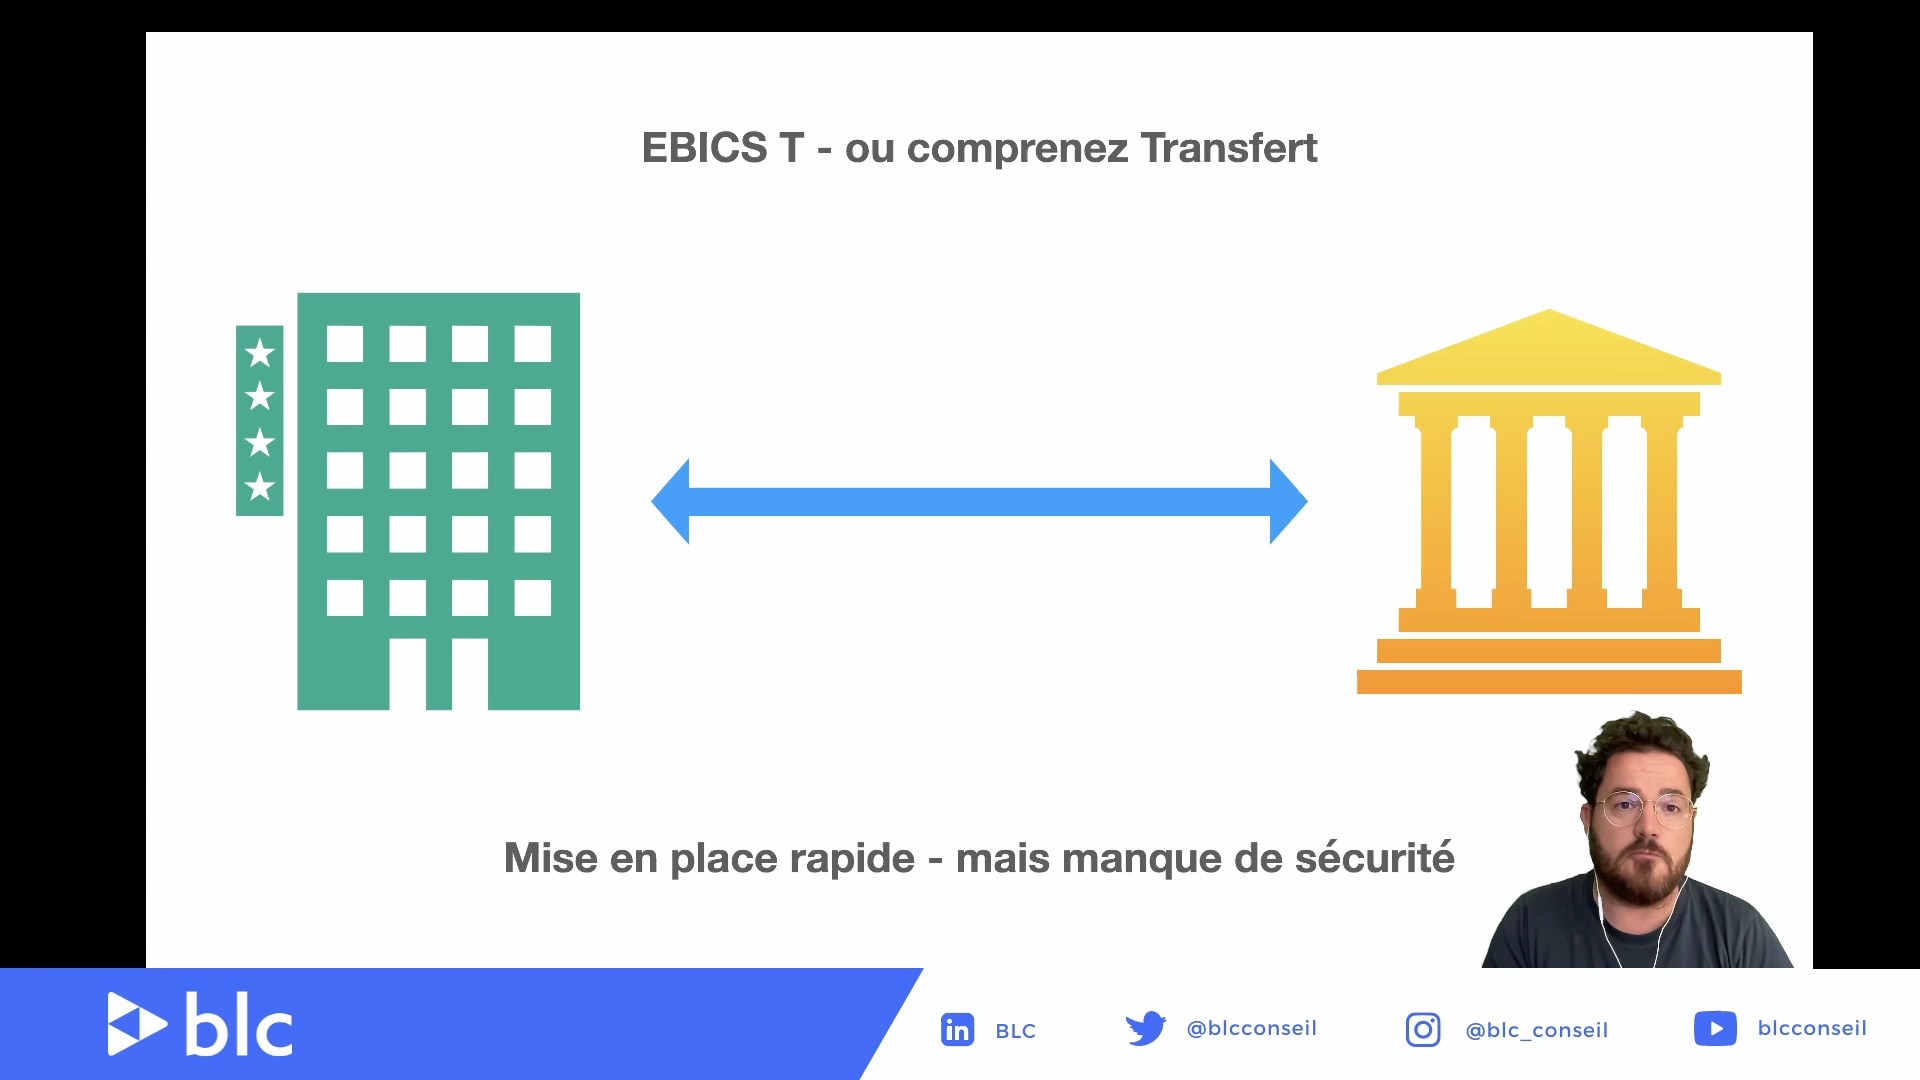 EBICS T - ou comprenez Transfert
Mise en place rapide - mais manque de sécurité
blc
BLC
@blcconseil
@blc_conseil
blcconseil